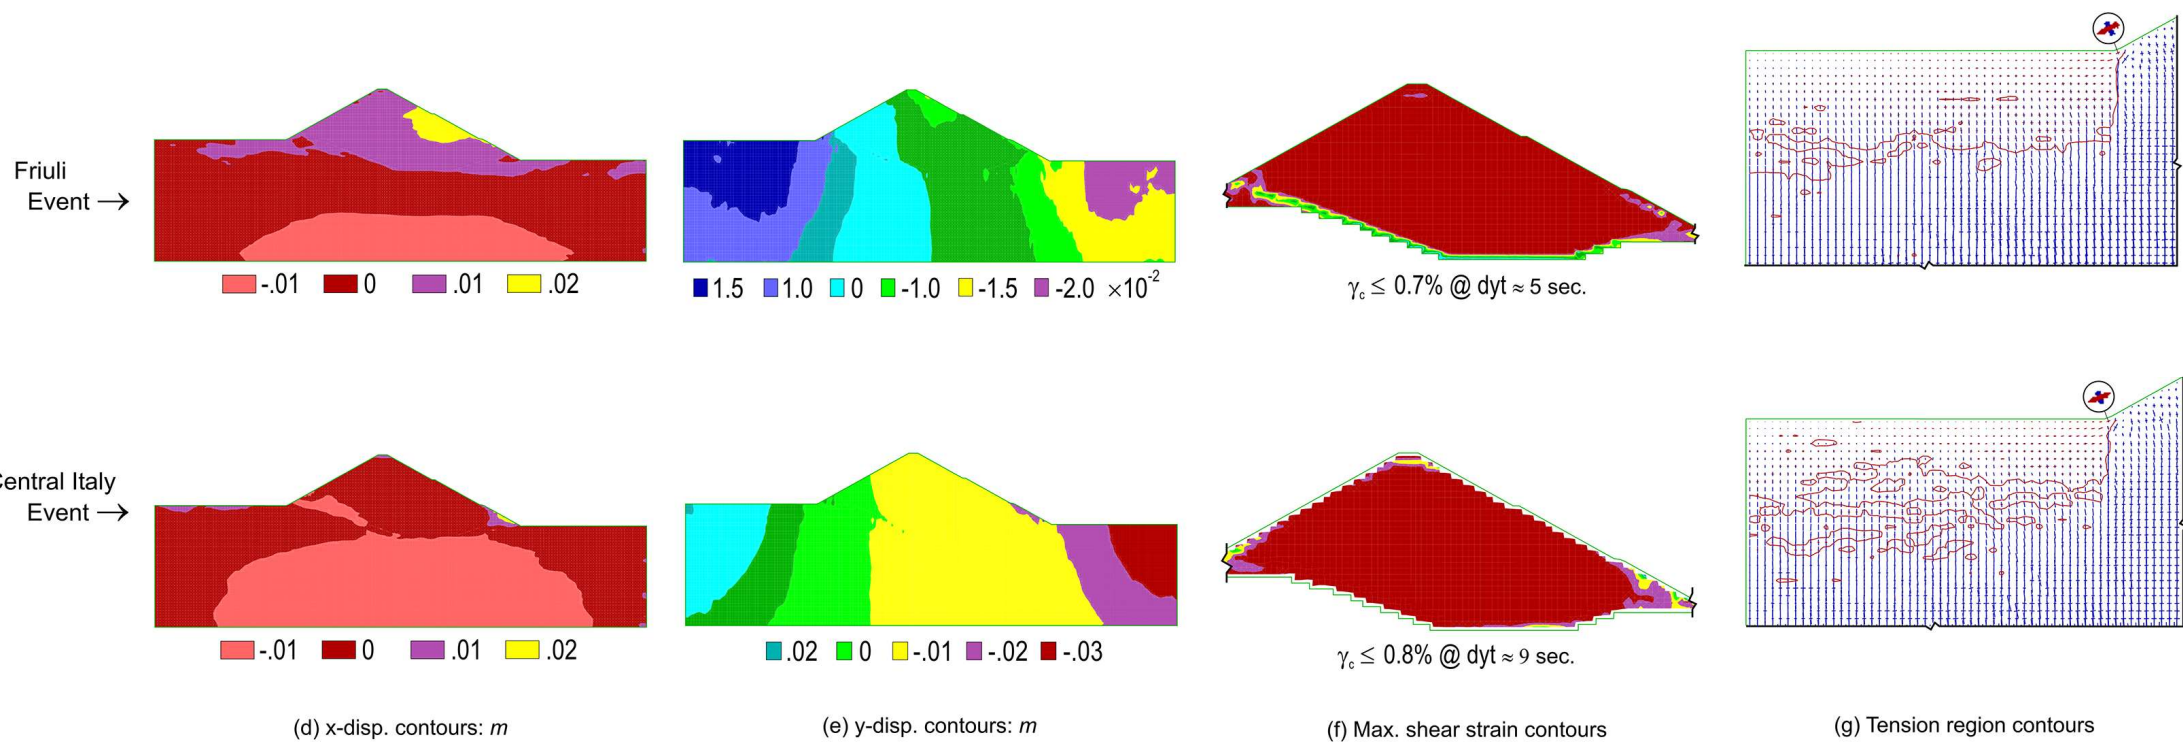 Friuli
Event →
-.01 0 .01 .02
1.5 1.0 0 -1.0 -1.5 -2.0 ×10⁻²
γc ≤ 0.7% @ dyt ≈ 5 sec.
Central Italy
Event →
-.01 0 .01 .02
.02 0 -.01 -.02 -.03
γc ≤ 0.8% @ dyt ≈ 9 sec.
(d) x-disp. contours: m
(e) y-disp. contours: m
(f) Max. shear strain contours
(g) Tension region contours